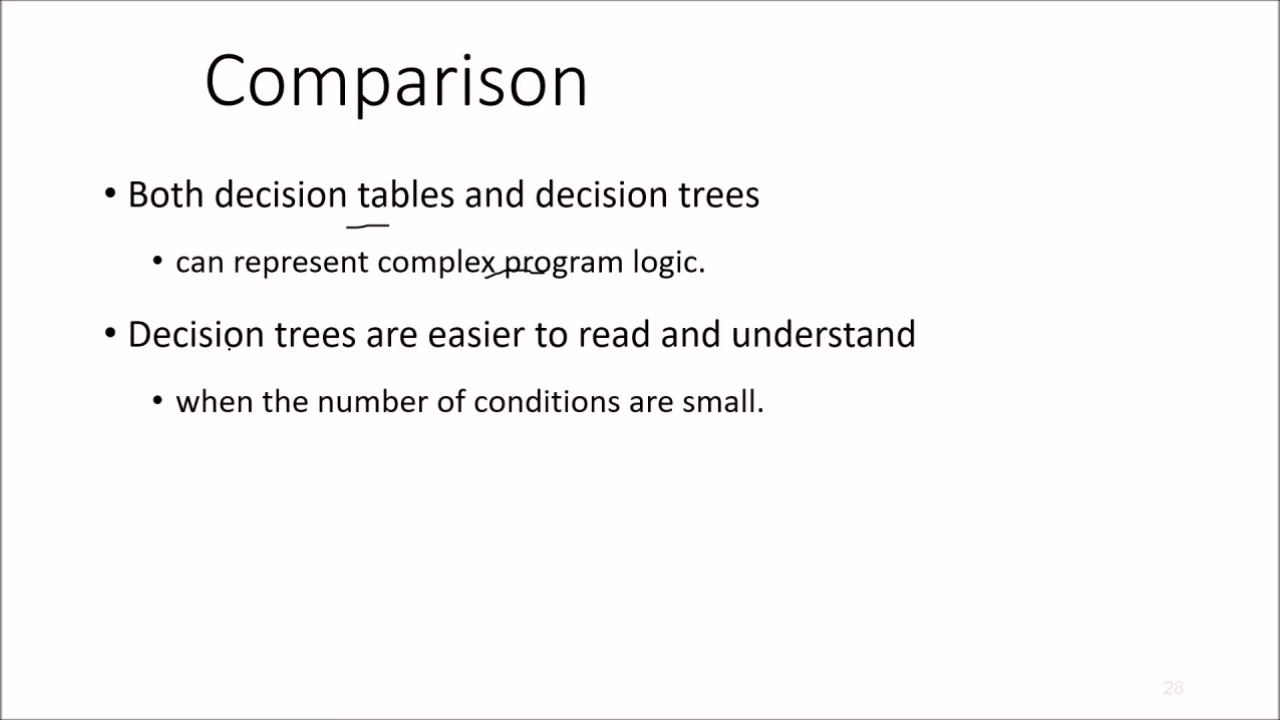 Comparison
• Both decision tables and decision trees
• can represent complex program logic.
• Decision trees are easier to read and understand
• when the number of conditions are small.
28